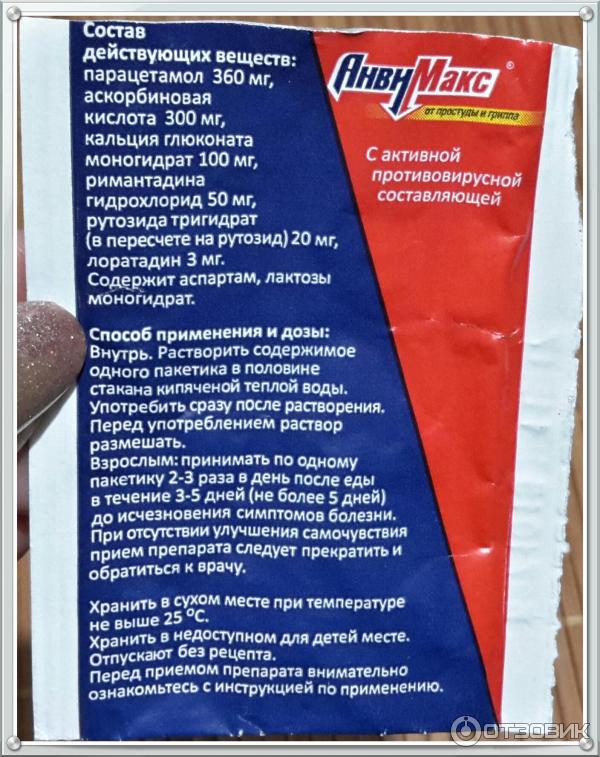 Состав
действующих веществ:
парацетамол 360 мг,
аскорбиновая
кислота 300 мг,
кальция глюконата
моногидрат 100 мг,
римантадина
гидрохлорид 50 мг,
рутозида тригидрат
(в пересчете на рутозид) 20 мг,
лоратадин 3 мг.
Содержит аспартам, лактозы
моногидрат.
Способ применения и дозы:
Внутрь. Растворить содержимое
одного пакетика в половине
стакана кипяченой теплой воды.
Употребить сразу после растворения.
Перед употреблением раствор
размешать.
Взрослым: принимать по одному
пакетику 2-3 раза в день после еды
в течение 3-5 дней (не более 5 дней)
до исчезновения симптомов болезни.
При отсутствии улучшения самочувствия
прием препарата следует прекратить и
обратиться к врачу.
Хранить в сухом месте при температуре
не выше 25 °С.
Хранить в недоступном для детей месте.
Отпускают без рецепта.
Перед приемом препарата внимательно
ознакомьтесь с инструкцией по применению.
АнвиМакс ®
от простуды и гриппа
С активной
противовирусной
составляющей
ОТЗОВИК